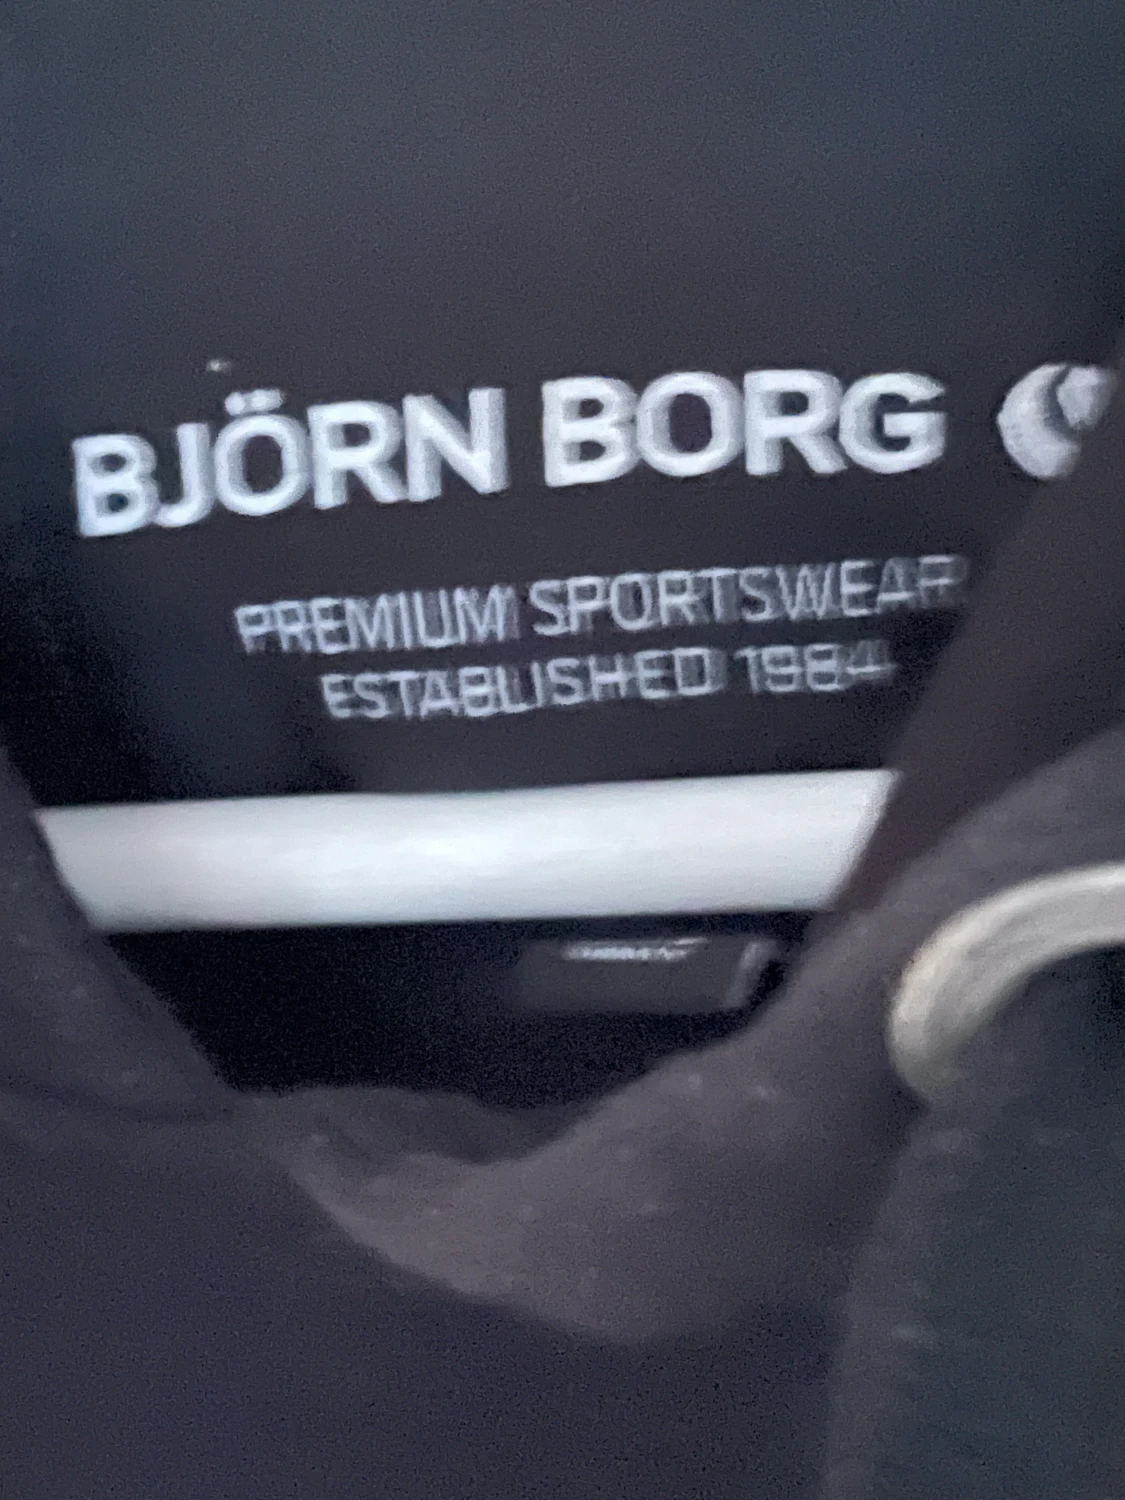 BJÖRN BORG
PREMIUM SPORTSWEAR
ESTABLISHED 1984